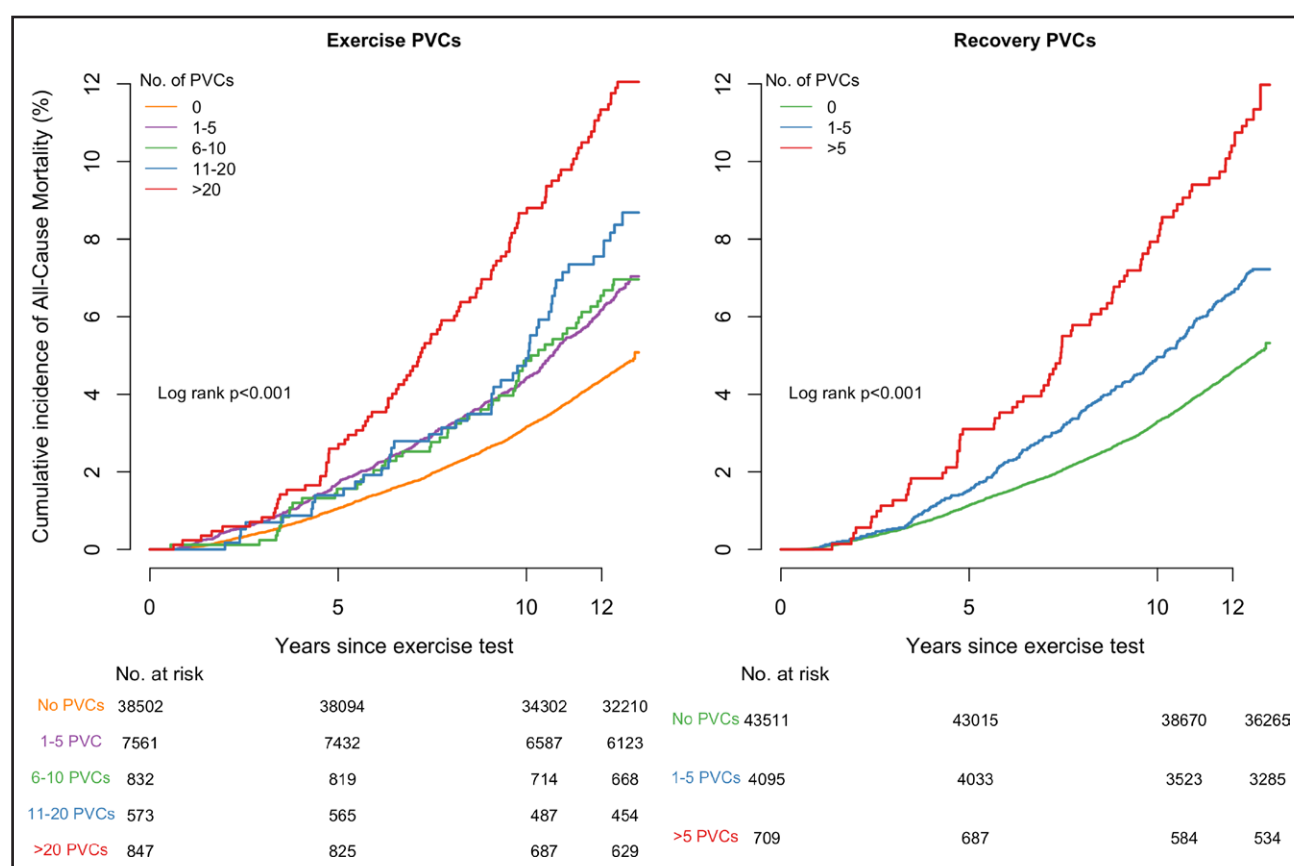 Exercise PVCs
Cumulative incidence of All-Cause Mortality (%)
12
10
8
6
4
2
0
No. of PVCs
0
1-5
6-10
11-20
>20
Log rank p<0.001
0 5 10 12
Years since exercise test
No. at risk
No PVCs 38502 38094 34302 32210
1-5 PVC 7561 7432 6587 6123
6-10 PVCs 832 819 714 668
11-20 PVCs 573 565 487 454
>20 PVCs 847 825 687 629
Recovery PVCs
12
10
8
6
4
2
0
No. of PVCs
0
1-5
>5
Log rank p<0.001
0 5 10 12
Years since exercise test
No. at risk
No PVCs 43511 43015 38670 36265
1-5 PVCs 4095 4033 3523 3285
>5 PVCs 709 687 584 534